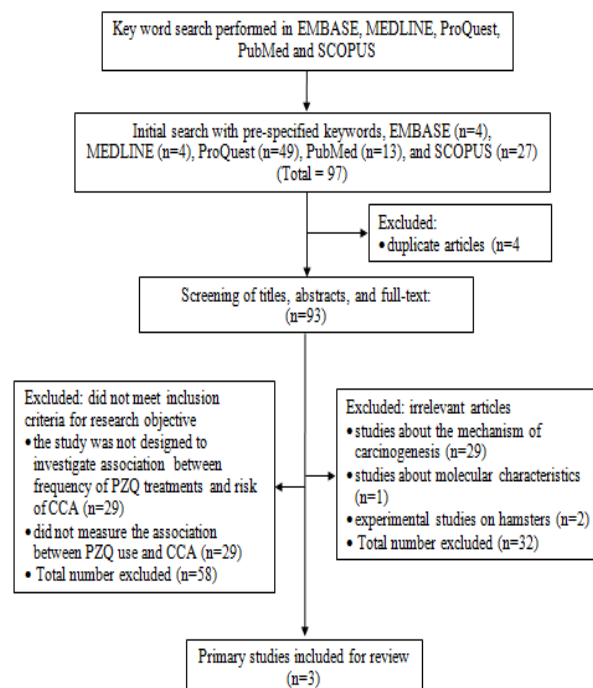 Key word search performed in EMBASE, MEDLINE, ProQuest,
PubMed and SCOPUS
Initial search with pre-specified keywords, EMBASE (n=4),
MEDLINE (n=4), ProQuest (n=49), PubMed (n=13), and SCOPUS (n=27)
(Total = 97)
Excluded:
•duplicate articles (n=4
Screening of titles, abstracts, and full-text:
(n=93)
Excluded: did not meet inclusion
criteria for research objective
• the study was not designed to
investigate association between
frequency of PZQ treatments and risk
of CCA (n=29)
• did not measure the association
between PZQ use and CCA (n=29)
• Total number excluded (n=58)
Excluded: irrelevant articles
•studies about the mechanism of
carcinogenesis (n=29)
•studies about molecular characteristics
(n=1)
•experimental studies on hamsters (n=2)
• Total number excluded (n=32)
Primary studies included for review
(n=3)